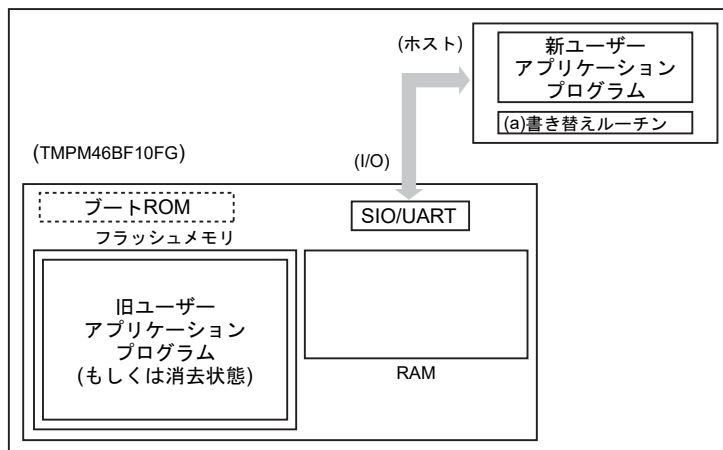 (ホスト)
新ユーザー
アプリケーション
プログラム
(a)書き替えルーチン
(TMPM46BF10FG)
(I/O)
ブートROM
SIO/UART
フラッシュメモリ
旧ユーザー
アプリケーション
プログラム
(もしくは消去状態)
RAM